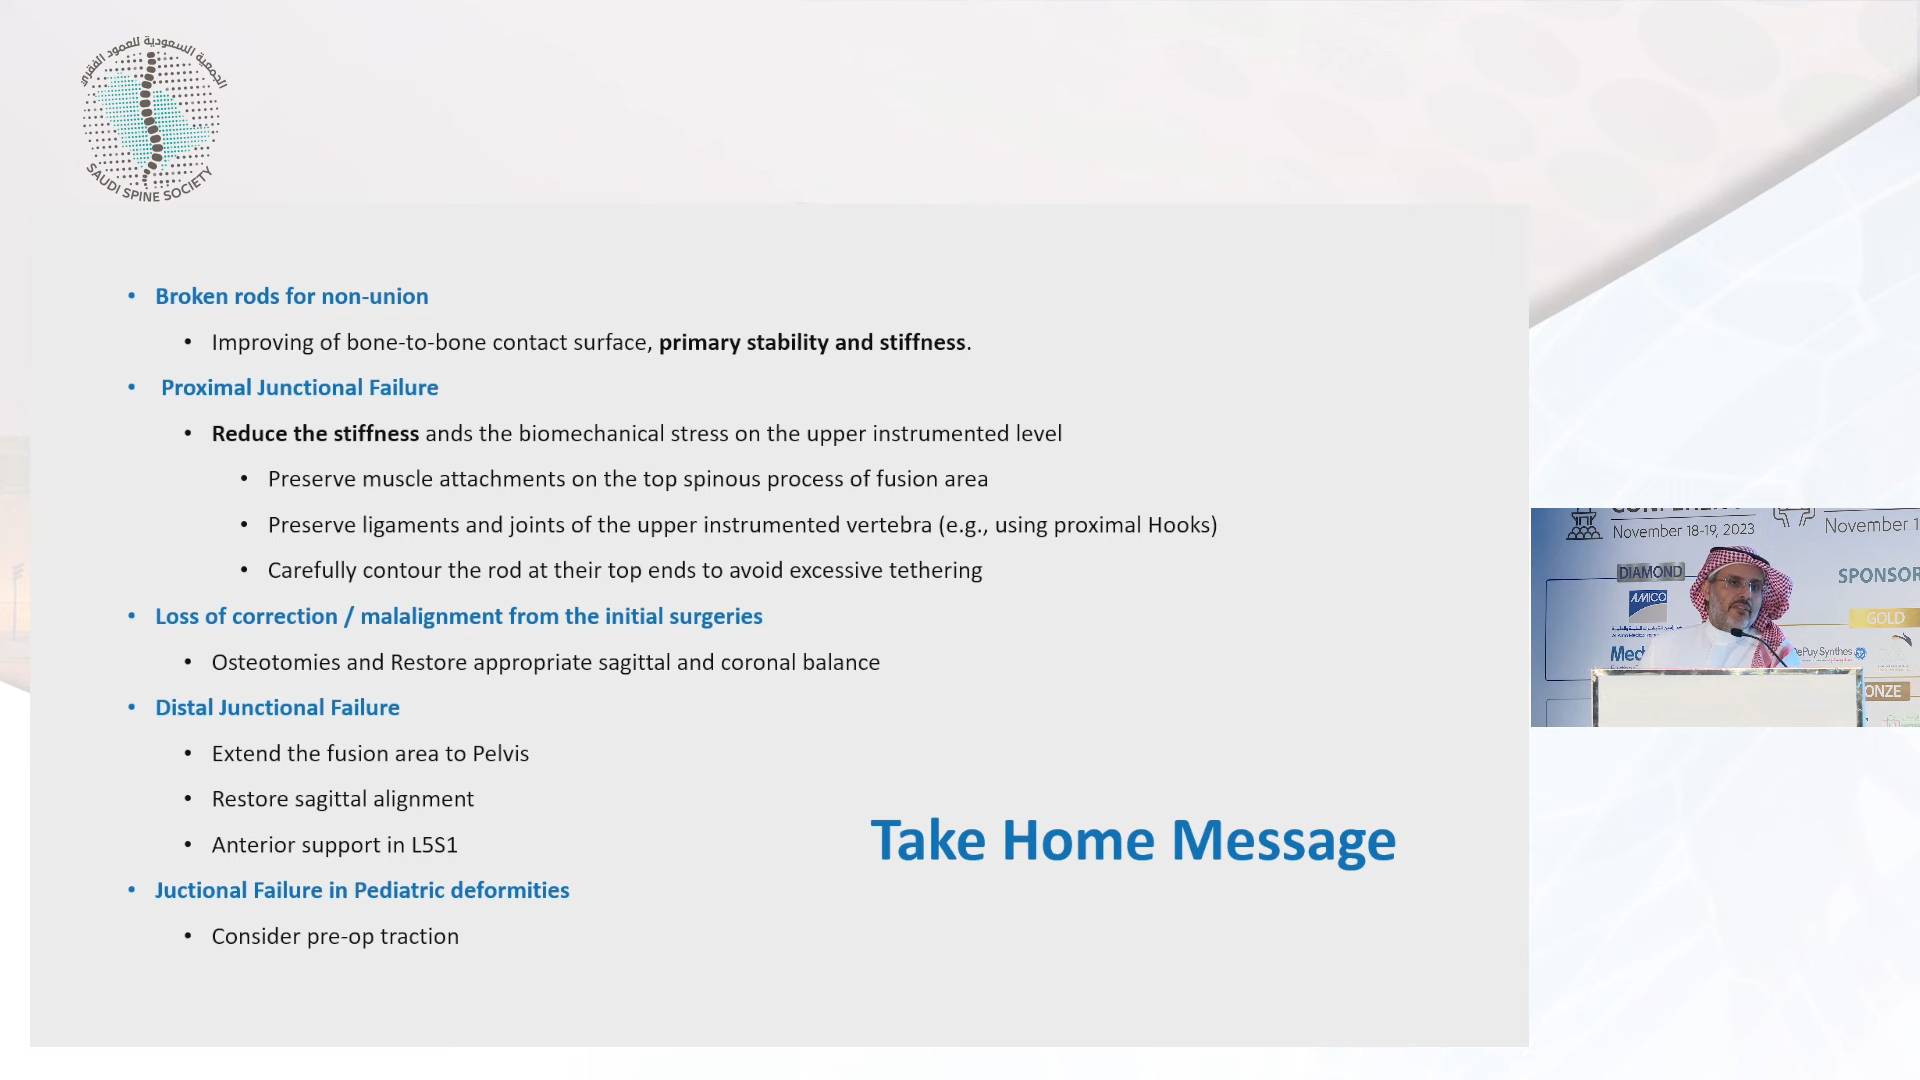 الجمعية السعودية للعمود الفقري
SAUDI SPINE SOCIETY
• Broken rods for non-union
• Improving of bone-to-bone contact surface, primary stability and stiffness.
• Proximal Junctional Failure
• Reduce the stiffness ands the biomechanical stress on the upper instrumented level
• Preserve muscle attachments on the top spinous process of fusion area
• Preserve ligaments and joints of the upper instrumented vertebra (e.g., using proximal Hooks)
• Carefully contour the rod at their top ends to avoid excessive tethering
• Loss of correction / malalignment from the initial surgeries
• Osteotomies and Restore appropriate sagittal and coronal balance
• Distal Junctional Failure
• Extend the fusion area to Pelvis
• Restore sagittal alignment
• Anterior support in L5S1
• Juctional Failure in Pediatric deformities
• Consider pre-op traction
Take Home Message
November 18-19, 2023
November 1
DIAMOND
SPONSOR
AMICO
GOLD
Med
ePuy Synthes
ONZE